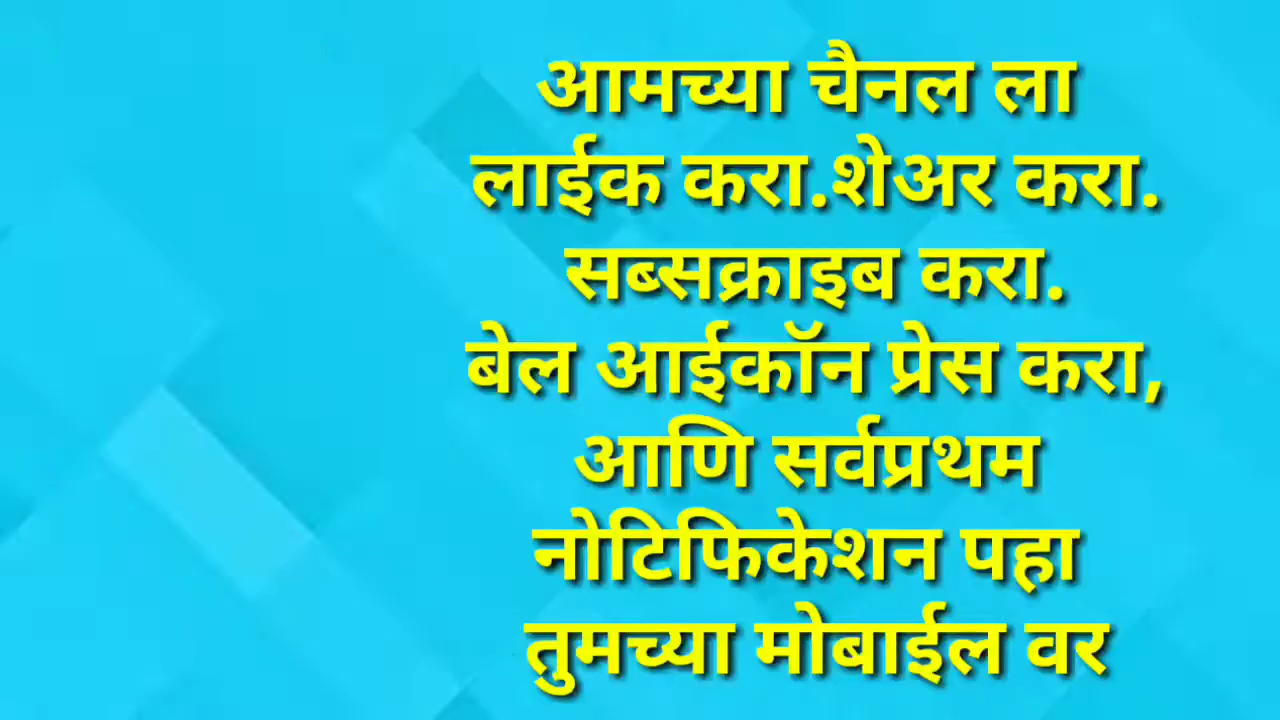 आमच्या चैनल ला
लाईक करा.शेअर करा.
सब्सक्राइब करा.
बेल आईकॉन प्रेस करा,
आणि सर्वप्रथम
नोटिफिकेशन पहा
तुमच्या मोबाईल वर